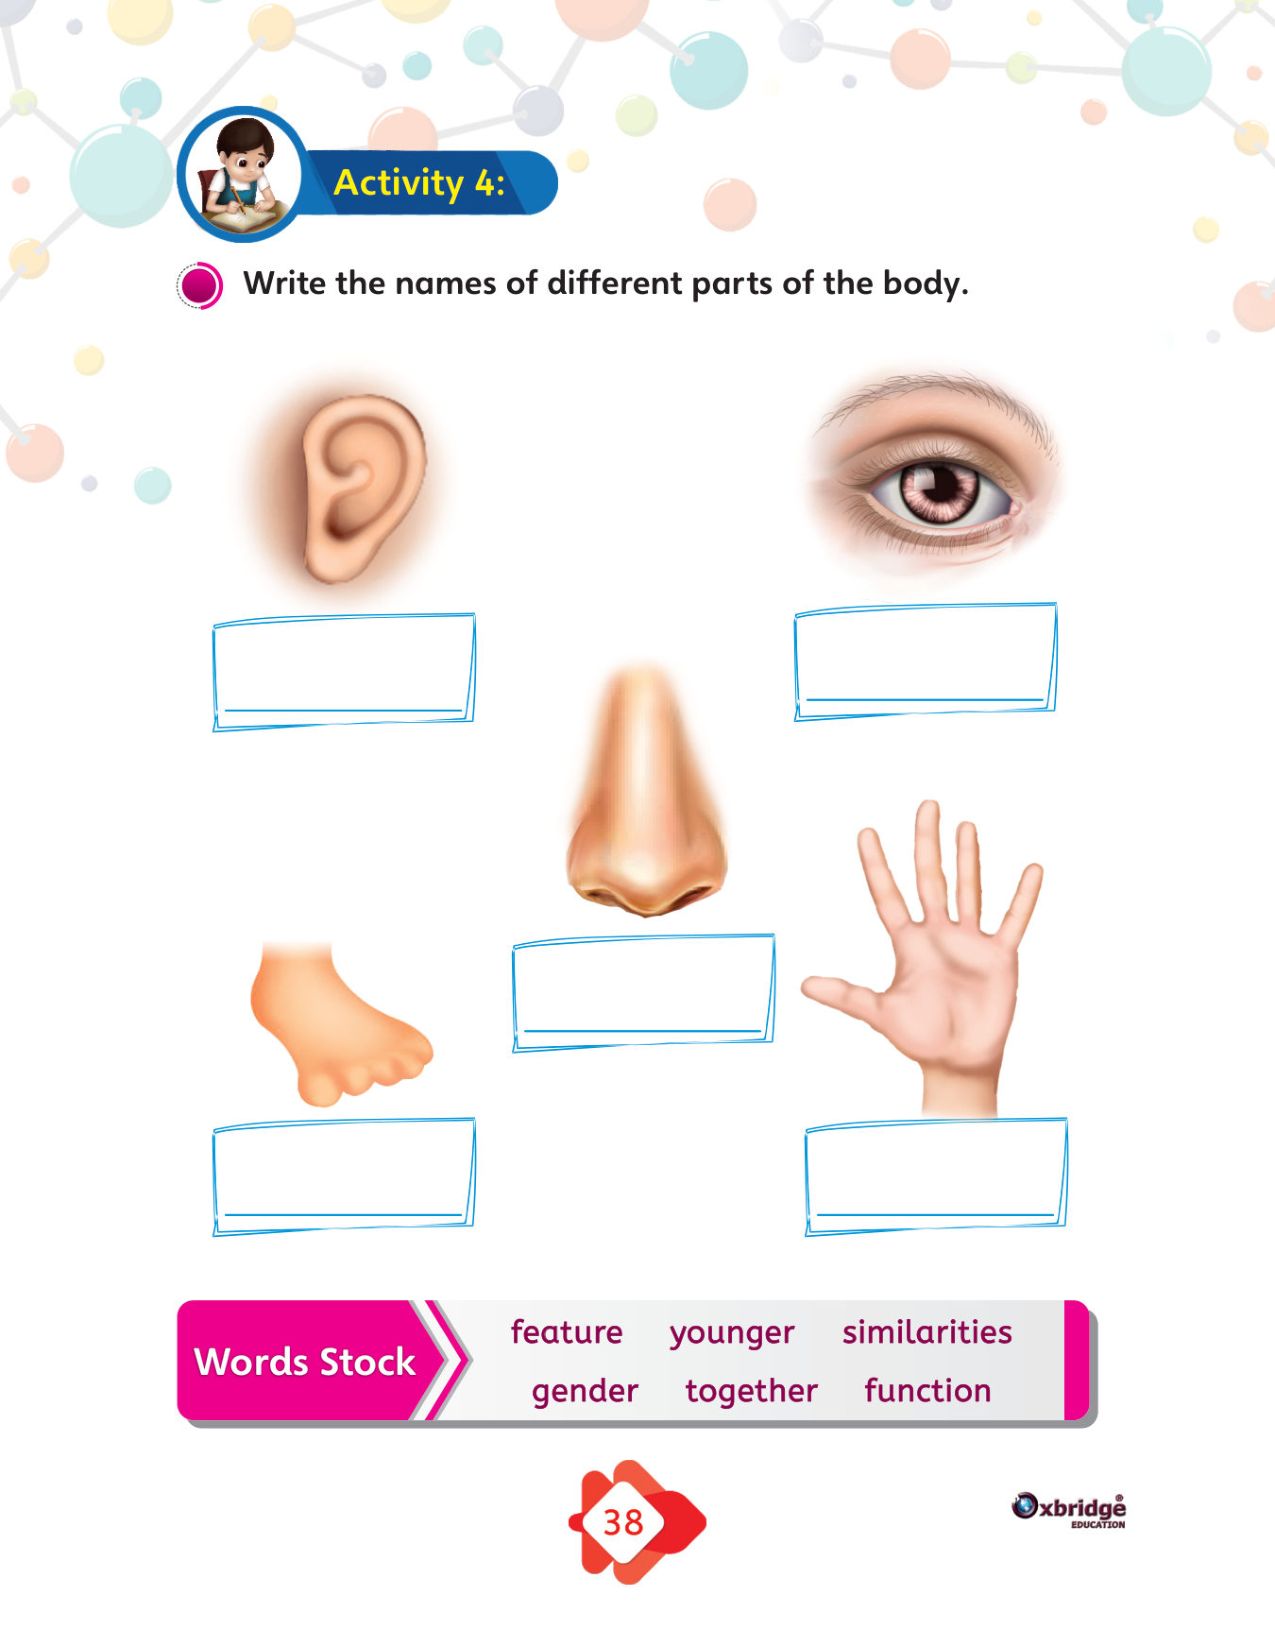 Activity 4:
Write the names of different parts of the body.
Words Stock
feature younger similarities
gender together function
38
Oxbridge®
EDUCATION